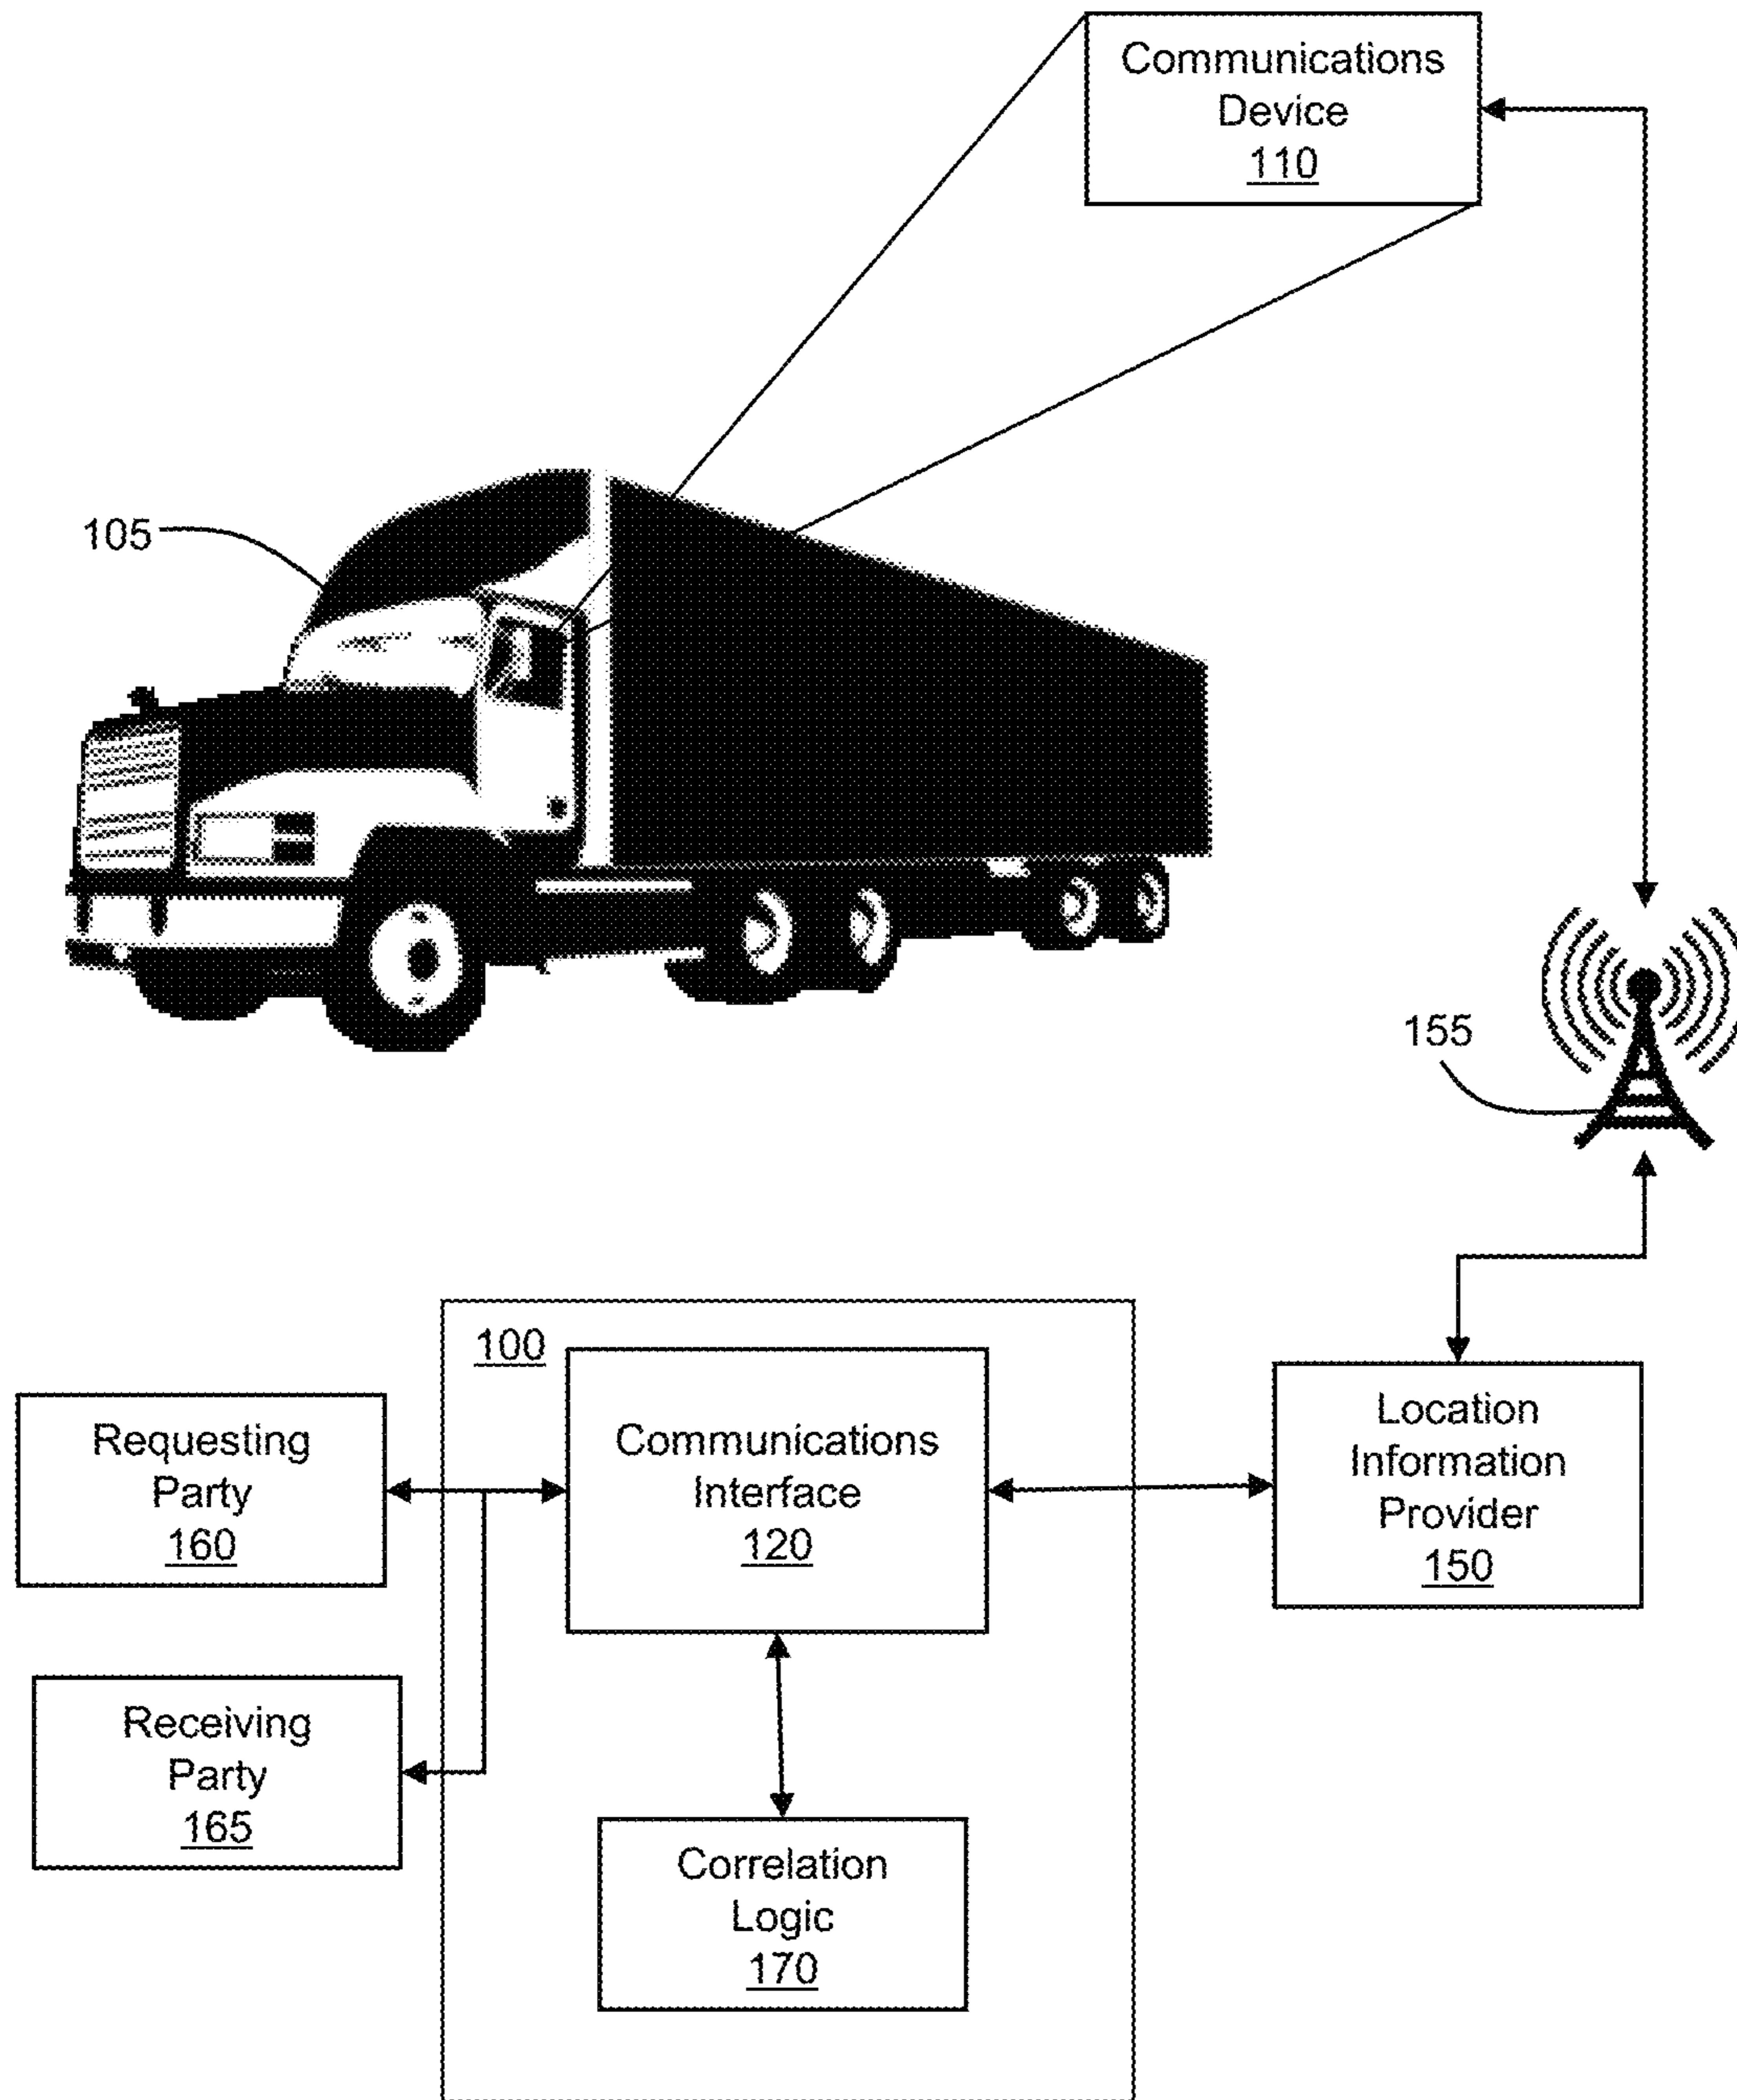 Communications
Device
110
105
155
100
Requesting
Party
160
Communications
Interface
120
Location
Information
Provider
150
Receiving
Party
165
Correlation
Logic
170